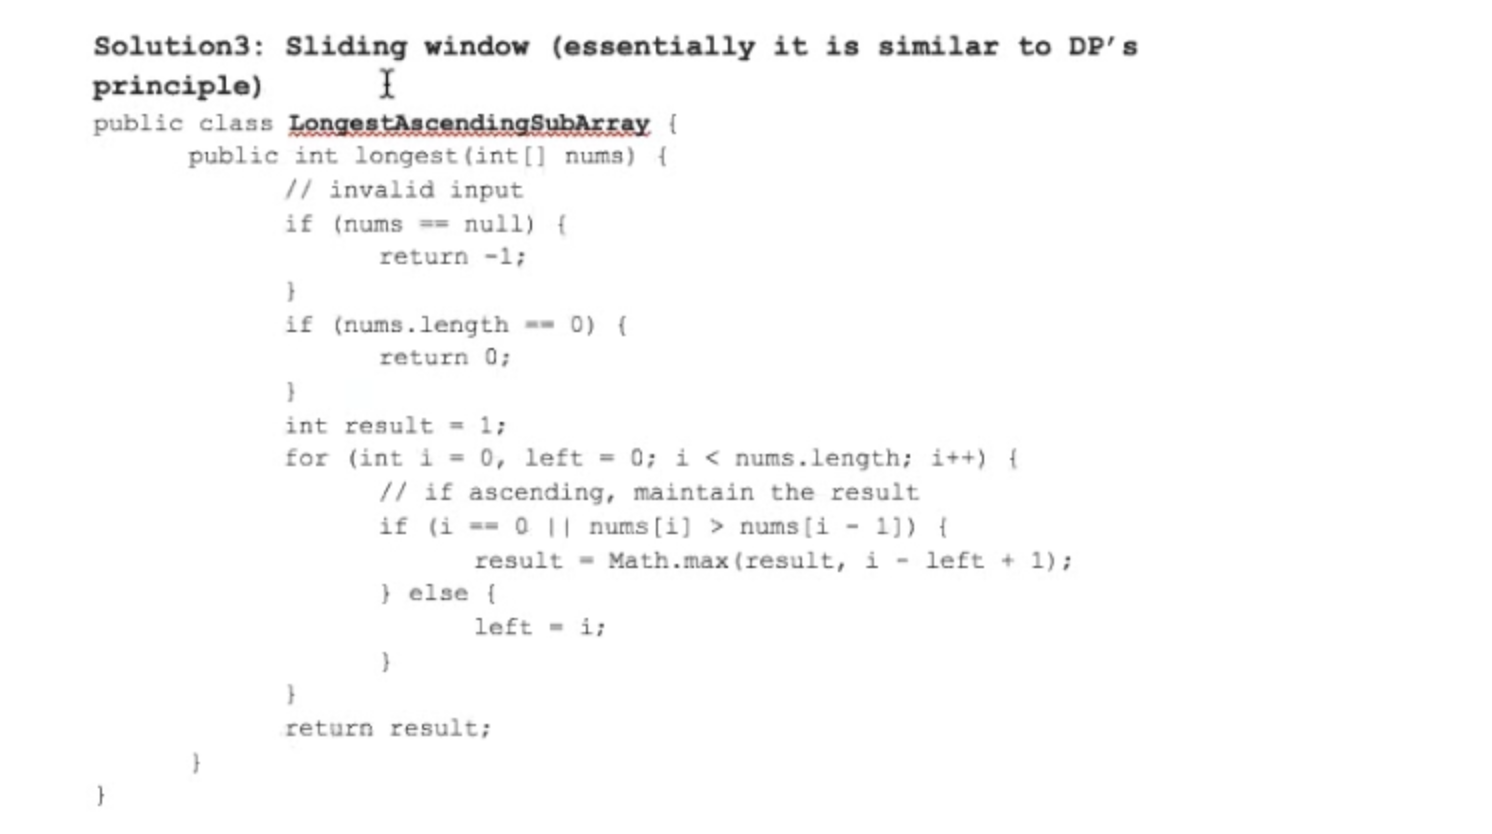 Solution3: Sliding window (essentially it is similar to DP's
principle)
public class LongestAscendingSubArray {
public int longest(int[] nums) {
// invalid input
if (nums == null) {
return -1;
}
if (nums.length == 0) {
return 0;
}
int result = 1;
for (int i = 0, left = 0; i < nums.length; i++) {
// if ascending, maintain the result
if (i == 0 || nums[i] > nums[i - 1]) {
result = Math.max(result, i - left + 1);
} else {
left = i;
}
}
return result;
}
}